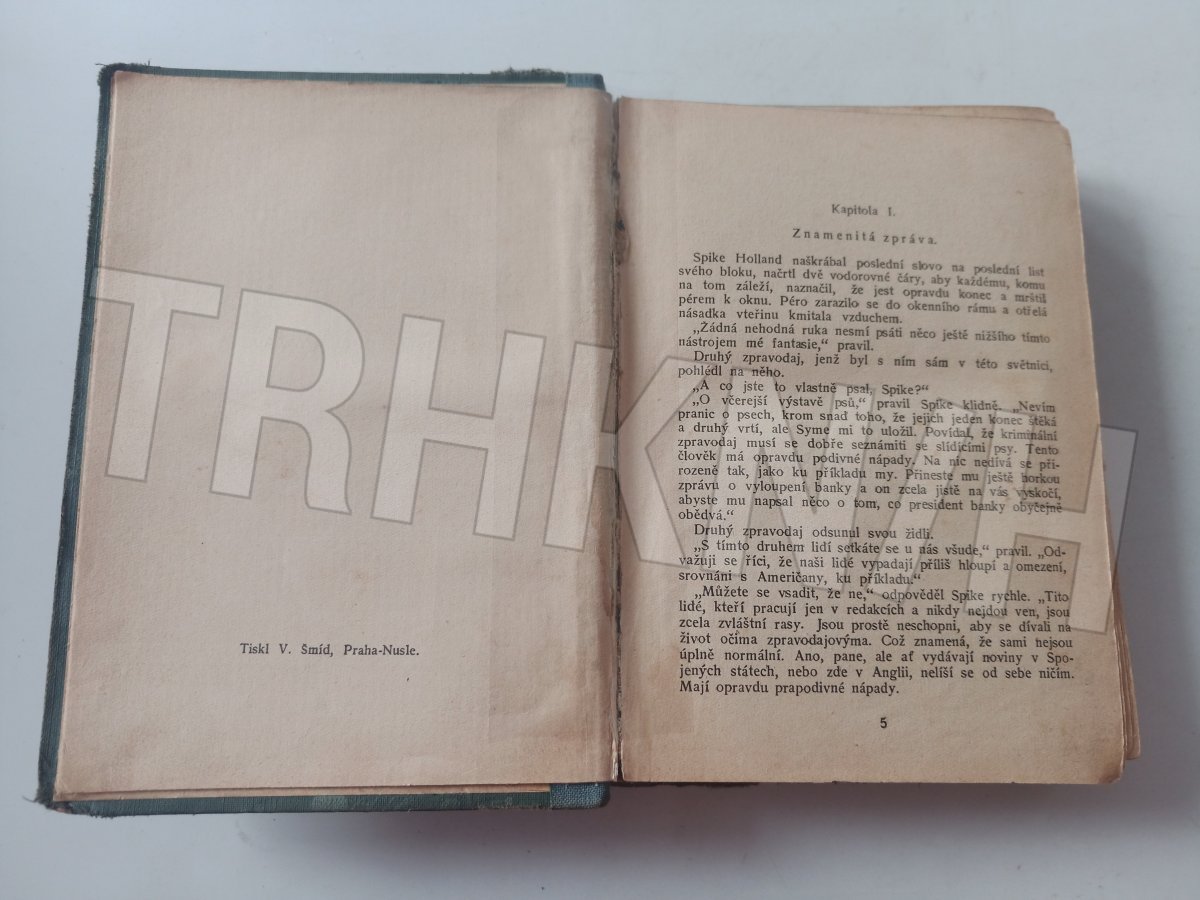 Tiskl V. Šmíd, Praha-Nusle.
Kapitola I.
Znamenitá zpráva.
Spike Holland naškrábal poslední slovo na poslední list
svého bloku, načrtl dvě vodorovné čáry, aby každému, komu
na tom záleží, naznačil, že jest opravdu konec a mrštil
pérem k oknu. Péro zarazilo se do okenního rámu a otřelá
násadka vteřinu kmitala vzduchem.
„Žádná nehodná ruka nesmí psáti něco ještě nižšího tímto
nástrojem mé fantasie,“ pravil.
Druhý zpravodaj, jenž byl s ním sám v této světnici,
pohlédl na něho.
„A co jste to vlastně psal, Spike?“
„O včerejší výstavě psů,“ pravil Spike klidně. „Nevím
pranic o psech, krom snad toho, že jejich jeden konec štěká
a druhý vrtí, ale Syme mi to uložil. Povídal, že kriminální
zpravodaj musí se dobře seznámiti se slídícími psy. Tento
člověk má opravdu podivné nápady. Na nic nedívá se při-
rozeně tak, jako ku příkladu my. Přineste mu ještě horkou
zprávu o vyloupení banky a on zcela jistě na vás vyskočí,
abyste mu napsal něco o tom, co president banky obyčejně
obědvá.“
Druhý zpravodaj odsunul svou židli.
„S tímto druhem lidí setkáte se u nás všude,“ pravil. „Od-
važuji se říci, že naši lidé vypadají příliš hloupí a omezení,
srovnáni s Američany, ku příkladu.“
„Můžete se vsadit, že ne,“ odpověděl Spike rychle. „Tito
lidé, kteří pracují jen v redakcích a nikdy nejdou ven, jsou
zcela zvláštní rasy. Jsou prostě neschopni, aby se dívali na
život očima zpravodajovýma. Což znamená, že sami nejsou
úplně normální. Ano, pane, ale ať vydávají noviny v Spo-
jených státech, nebo zde v Anglii, neliší se od sebe ničím.
Mají opravdu prapodivné nápady.
5
TRHKNIH